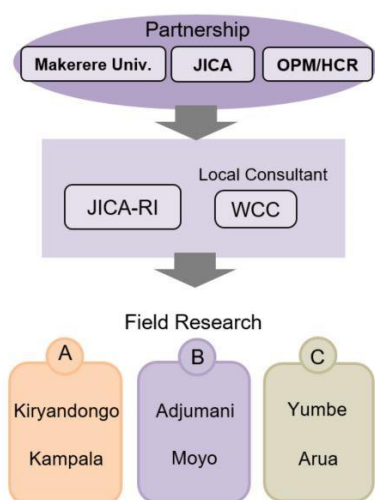 Partnership
Makerere Univ. JICA OPM/HCR
Local Consultant
JICA-RI WCC
Field Research
A B C
Kiryandongo Adjumani Yumbe
Kampala Moyo Arua